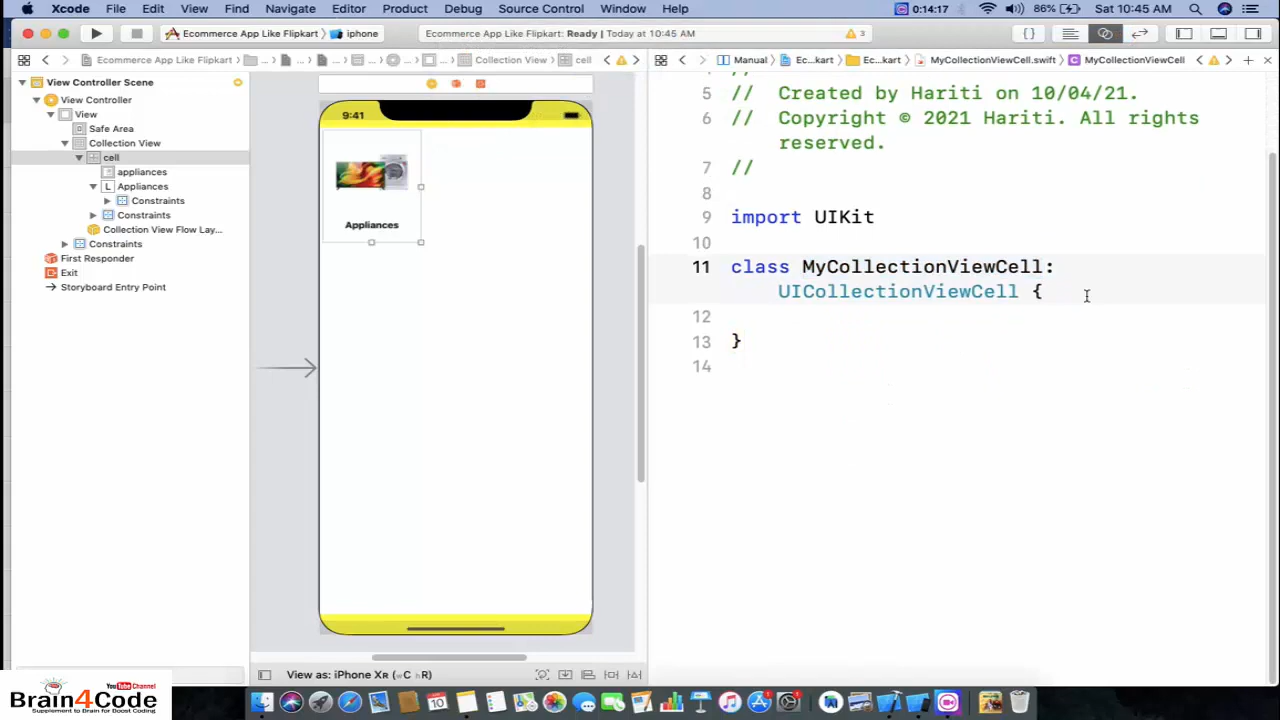 Xcode File Edit View Find Navigate Editor Product Debug Source Control Window Help 0:14:17 86% Sat 10:45 AM
Ecommerce App Like Flipkart iphone Ecommerce App Like Flipkart: Ready | Today at 10:45 AM 3
Ecommerce App Like Flipkart ... ... ... Collection View cell Manual Ec...kart Ec...kart MyCollectionViewCell.swift MyCollectionViewCell
View Controller Scene
View Controller
View
Safe Area
Collection View
cell
appliances
L Appliances
Constraints
Constraints
Collection View Flow Lay...
Constraints
First Responder
Exit
Storyboard Entry Point
9:41
Appliances
5 // Created by Hariti on 10/04/21.
6 // Copyright © 2021 Hariti. All rights
reserved.
7 //
8
9 import UIKit
10
11 class MyCollectionViewCell:
UICollectionViewCell {
12
13 }
14
View as: iPhone XR (wC hR)
YouTube Channel
Brain4Code
Supplement to Brain for Boost Coding